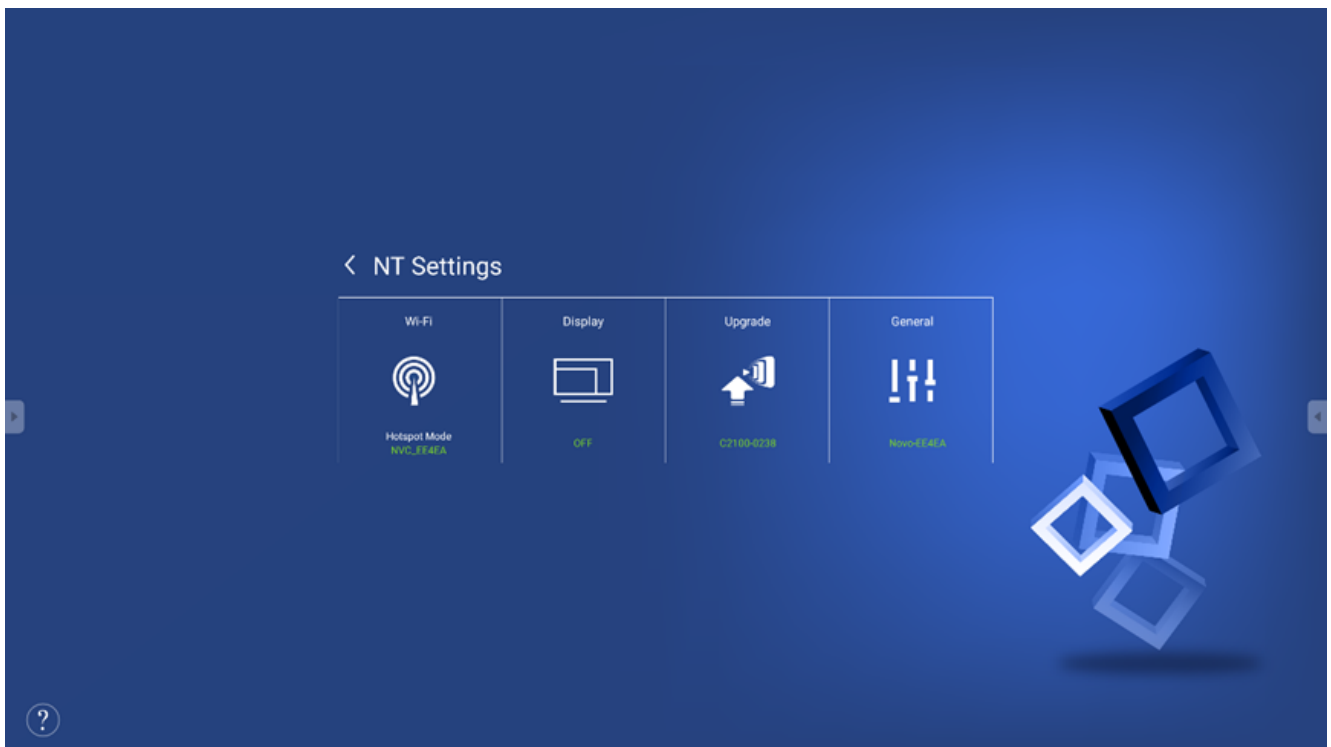 NT Settings
Wi-Fi
Display
Upgrade
General
Hotspot Mode
NVC_EE4EA
OFF
C2100-0238
Novo-EE4EA
?